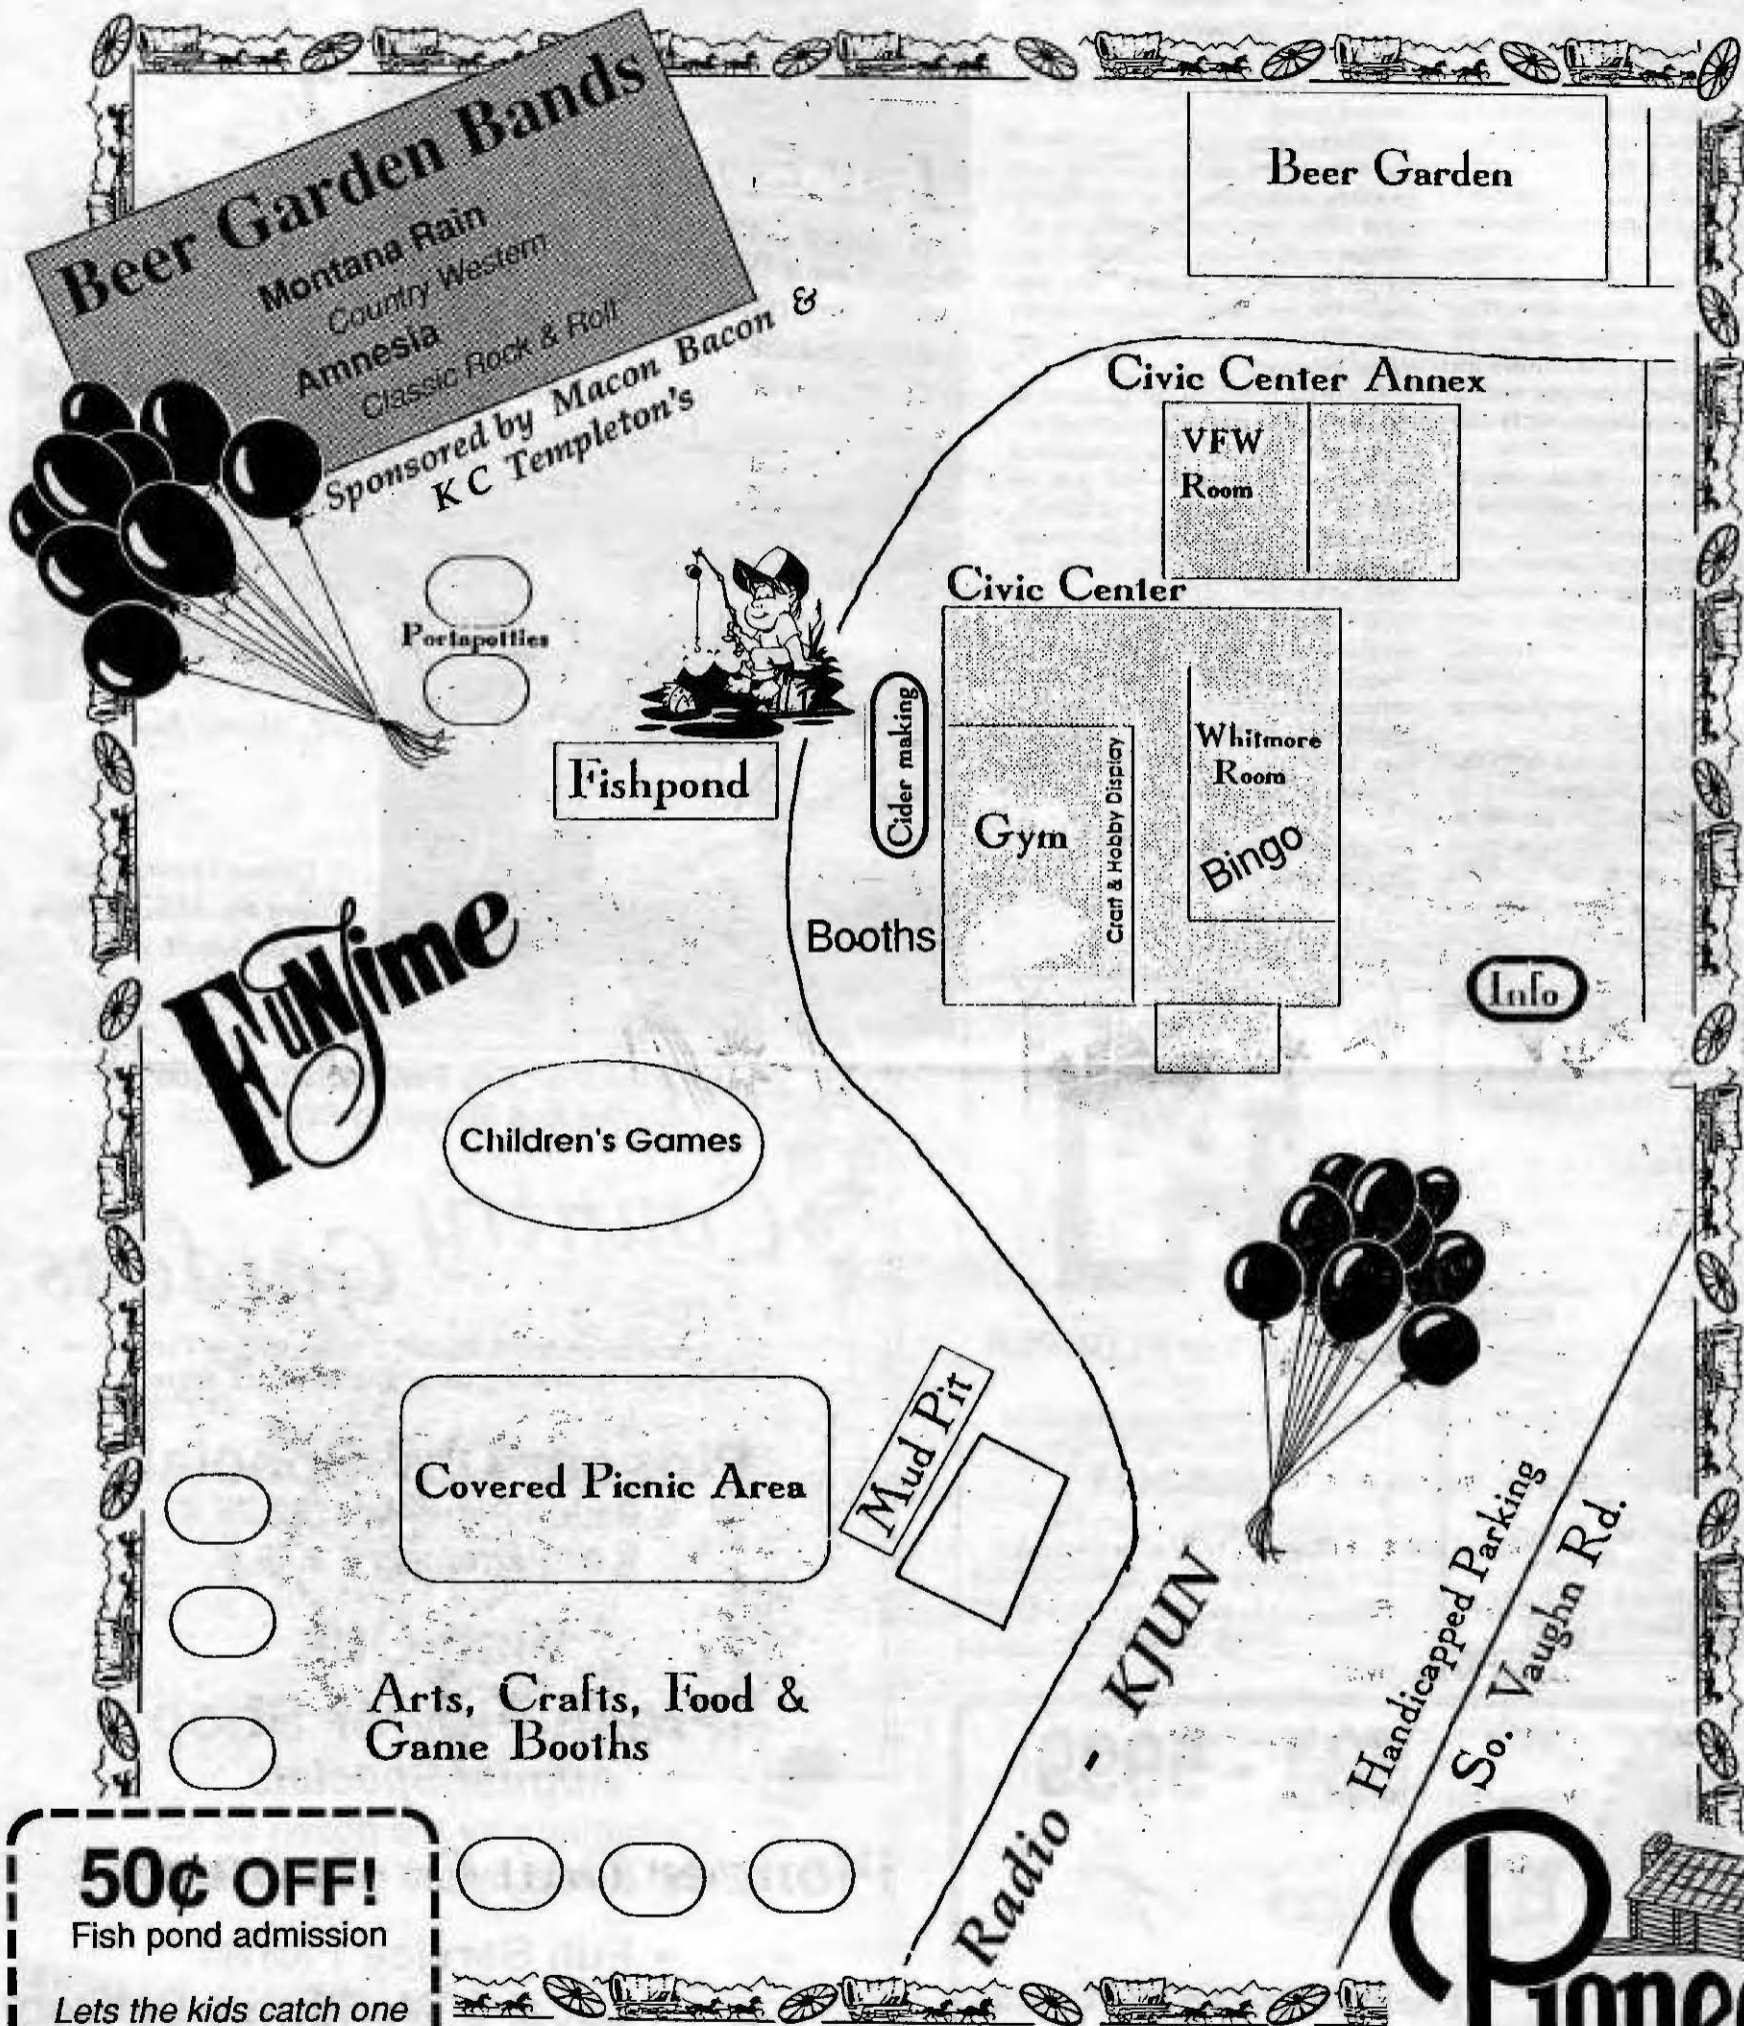 Beer Garden Bands
Montana Rain
Country Western
Amnesia
Classic Rock & Roll
Sponsored by Macon Bacon &
K C Templeton's
Beer Garden
Civic Center Annex
VFW
Room
Civic Center
Portapotties
Fishpond
Cider making
Gym
Craft & Hobby Display
Whitmore
Room
Bingo
Booths
Info
FunTime
Children's Games
Covered Picnic Area
Mud Pit
Arts, Crafts, Food &
Game Booths
Radio - KJUN
Handicapped Parking
So. Vaughn Rd.
50¢ OFF!
Fish pond admission
Lets the kids catch one